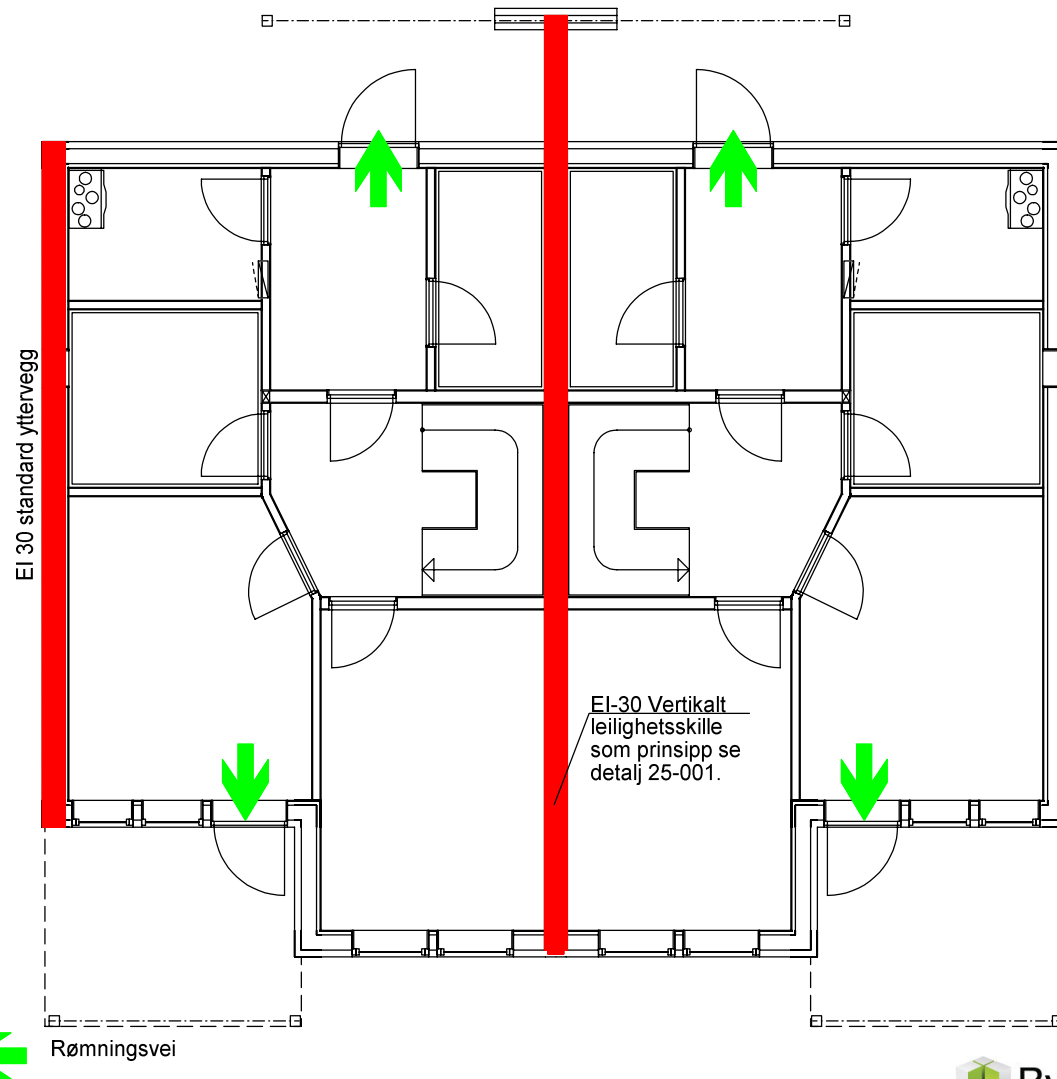 EI 30 standard yttervegg
EI-30 Vertikalt
leilighetsskille
som prinsipp se
detalj 25-001.
Rømningsvei